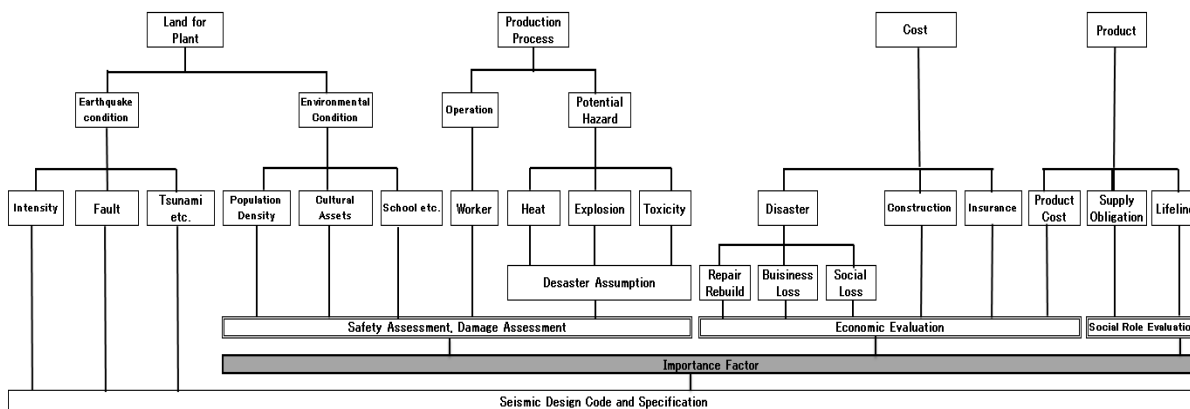 Land for
Plant
Production
Process
Cost
Product
Earthquake
condition
Environmental
Condition
Operation
Potential
Hazard
Intensity
Fault
Tsunami
etc.
Population
Density
Cultural
Assets
School etc.
Worker
Heat
Explosion
Toxicity
Disaster
Construction
Insurance
Product
Cost
Supply
Obligation
Lifeline
Desaster Assumption
Repair
Rebuild
Buisiness
Loss
Social
Loss
Safety Assessment, Damage Assessment
Economic Evaluation
Social Role Evaluation
Importance Factor
Seismic Design Code and Specification